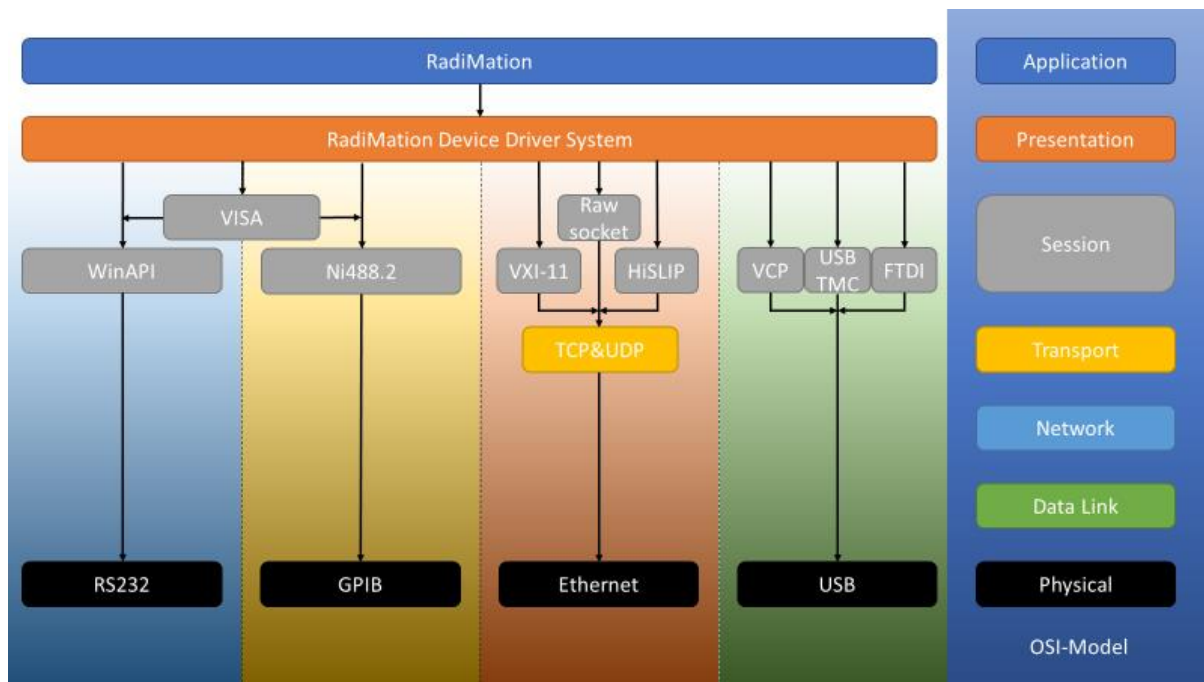 RadiMation
Application
RadiMation Device Driver System
Presentation
VISA
Raw
socket
WinAPI
Ni488.2
VXI-11
HiSLIP
VCP
USB
TMC
FTDI
Session
TCP&UDP
Transport
Network
Data Link
RS232
GPIB
Ethernet
USB
Physical
OSI-Model